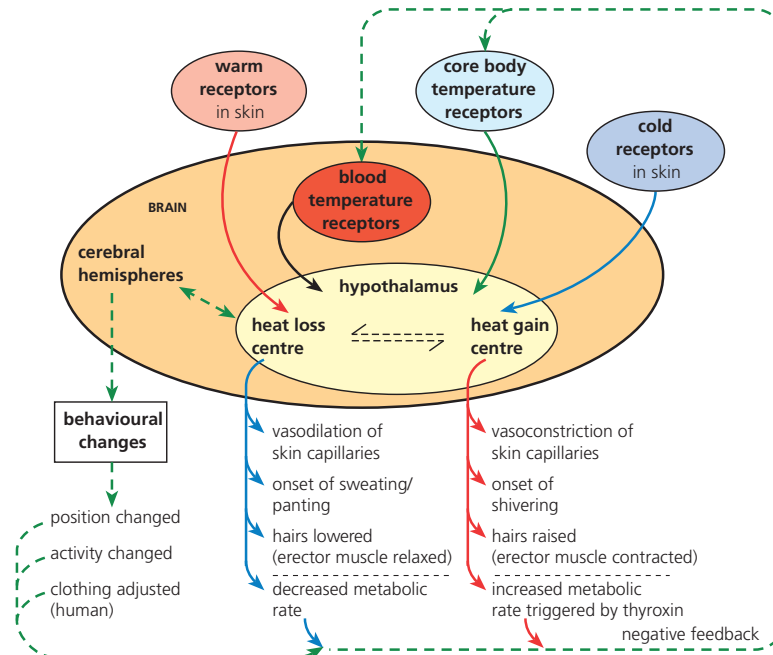 warm
receptors
in skin
core body
temperature
receptors
cold
receptors
in skin
blood
temperature
receptors
BRAIN
cerebral
hemispheres
hypothalamus
heat loss
centre
heat gain
centre
behavioural
changes
position changed
activity changed
clothing adjusted
(human)
vasodilation of
skin capillaries
onset of sweating/
panting
hairs lowered
(erector muscle relaxed)
decreased metabolic
rate
vasoconstriction of
skin capillaries
onset of
shivering
hairs raised
(erector muscle contracted)
increased metabolic
rate triggered by thyroxin
negative feedback